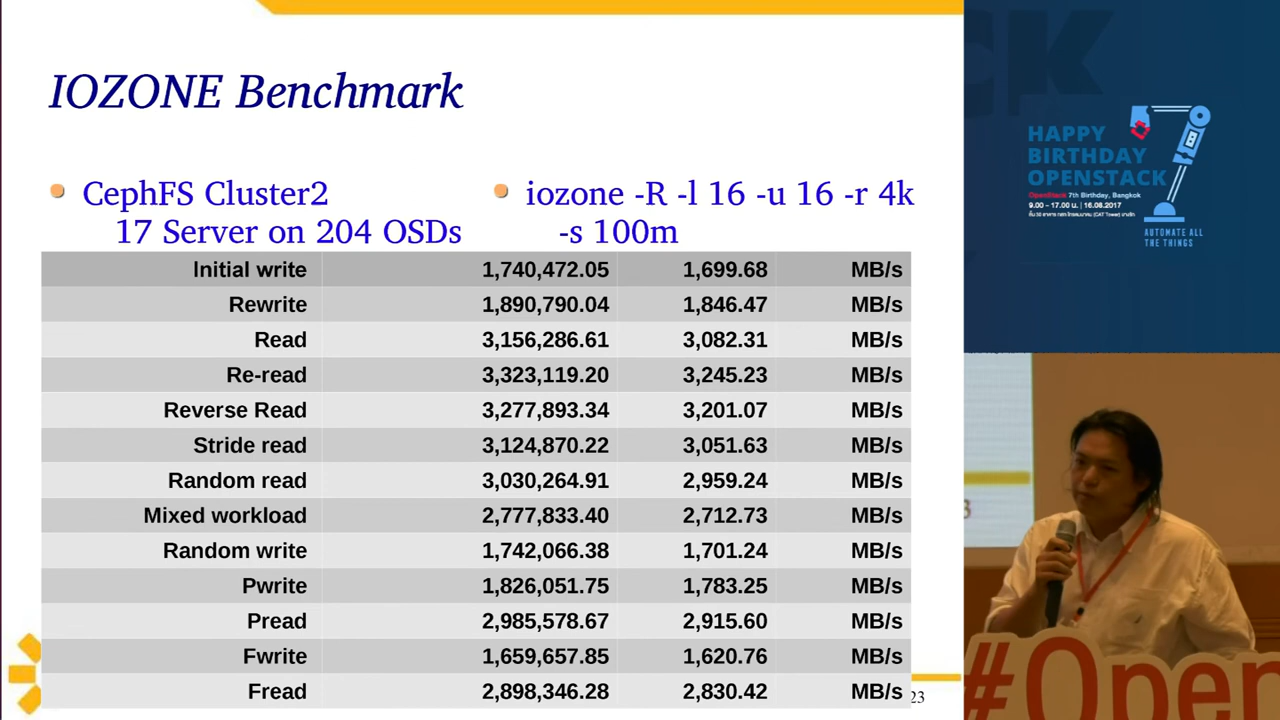 IOZONE Benchmark
CephFS Cluster2
17 Server on 204 OSDs
iozone -R -l 16 -u 16 -r 4k
-s 100m
Initial write 1,740,472.05 1,699.68 MB/s
Rewrite 1,890,790.04 1,846.47 MB/s
Read 3,156,286.61 3,082.31 MB/s
Re-read 3,323,119.20 3,245.23 MB/s
Reverse Read 3,277,893.34 3,201.07 MB/s
Stride read 3,124,870.22 3,051.63 MB/s
Random read 3,030,264.91 2,959.24 MB/s
Mixed workload 2,777,833.40 2,712.73 MB/s
Random write 1,742,066.38 1,701.24 MB/s
Pwrite 1,826,051.75 1,783.25 MB/s
Pread 2,985,578.67 2,915.60 MB/s
Fwrite 1,659,657.85 1,620.76 MB/s
Fread 2,898,346.28 2,830.42 MB/s
23
CK
HAPPY
BIRTHDAY
OPENSTACK
OpenStack 7th Birthday, Bangkok
9.00 - 17.00 น. | 16.08.2017
AUTOMATE ALL
THE THINGS
3
#Open